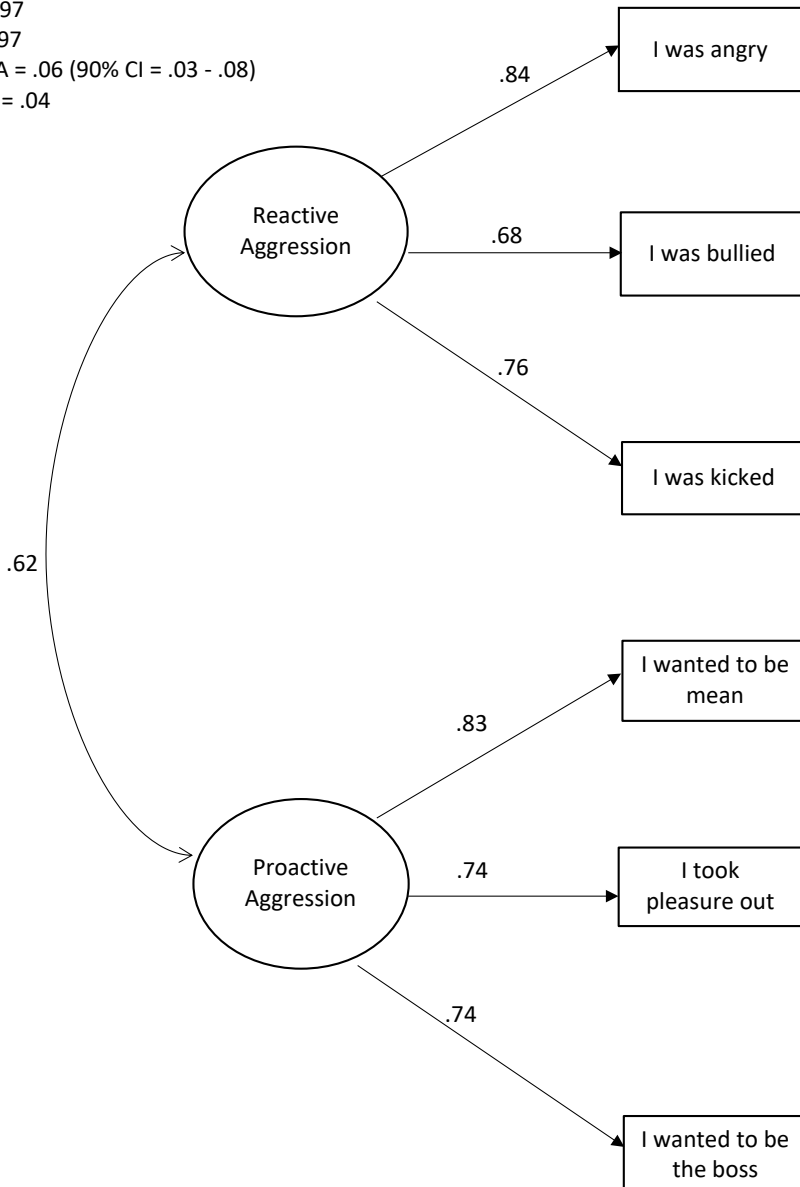 97
97
A = .06 (90% CI = .03 - .08)
= .04
.84
I was angry
Reactive
Aggression
.68
I was bullied
.76
I was kicked
.62
I wanted to be
mean
.83
Proactive
Aggression
.74
I took
pleasure out
.74
I wanted to be
the boss